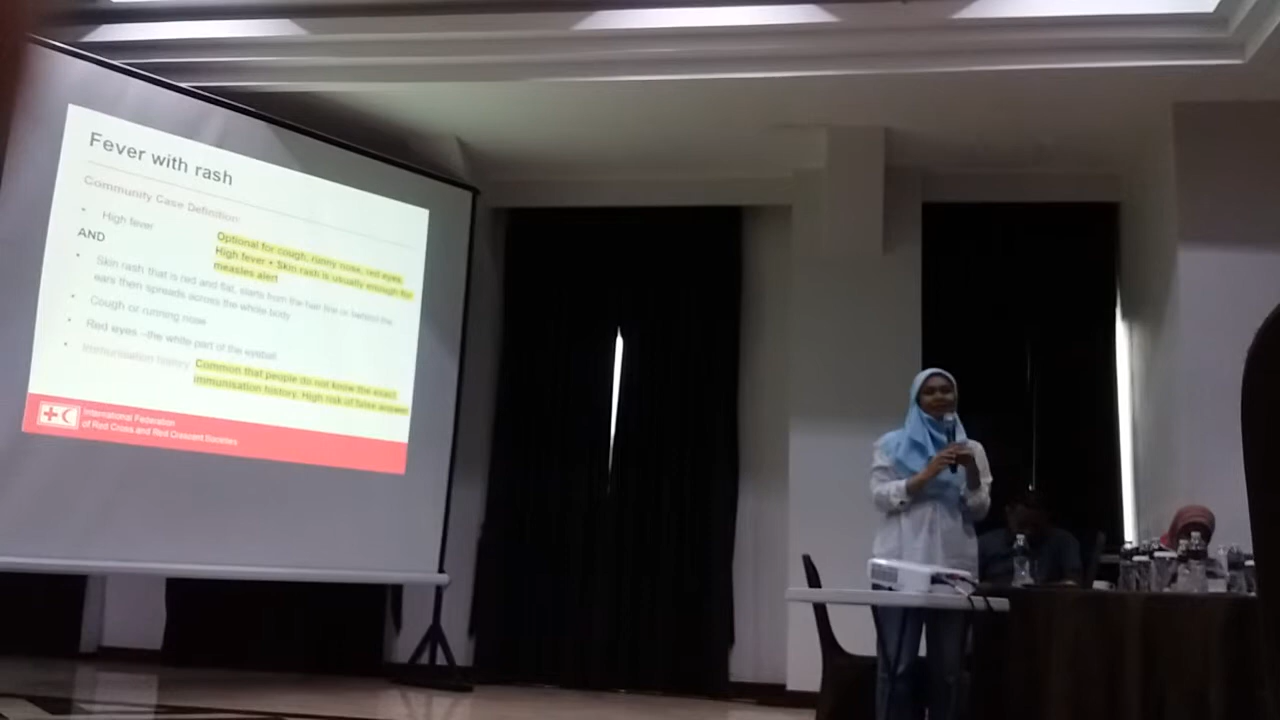 Fever with rash
Community Case Definition:
• High fever
AND
Optional for cough, runny nose, red eyes
High fever + Skin rash is usually enough for
measles alert
• Skin rash that is red and flat, starts from the hair line or behind the
ears then spreads across the whole body
• Cough or running nose
• Red eyes –the white part of the eyeball
• Immunisation history
Common that people do not know the exact
immunisation history. High risk of false answer
International Federation
of Red Cross and Red Crescent Societies